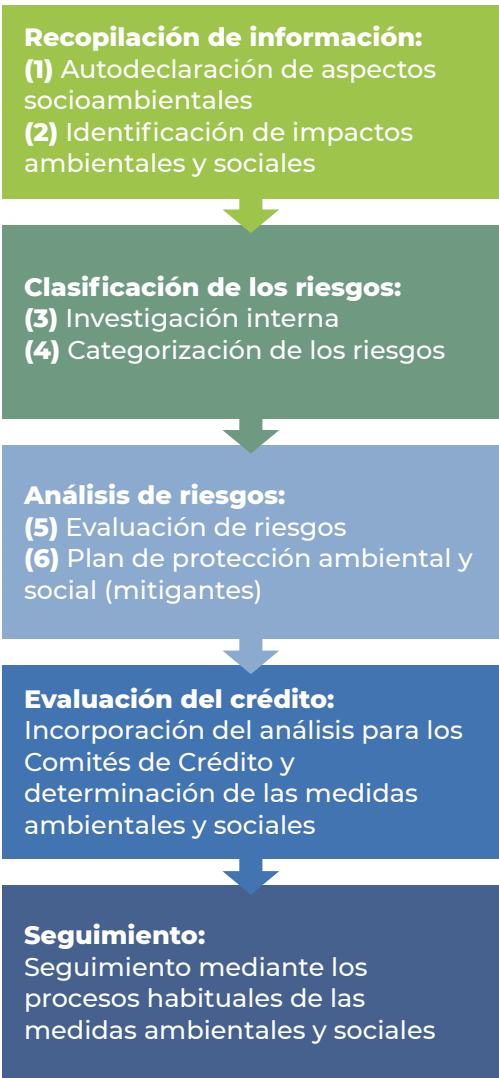 Recopilación de información:
(1) Autodeclaración de aspectos
socioambientales
(2) Identificación de impactos
ambientales y sociales
Clasificación de los riesgos:
(3) Investigación interna
(4) Categorización de los riesgos
Análisis de riesgos:
(5) Evaluación de riesgos
(6) Plan de protección ambiental y
social (mitigantes)
Evaluación del crédito:
Incorporación del análisis para los
Comités de Crédito y
determinación de las medidas
ambientales y sociales
Seguimiento:
Seguimiento mediante los
procesos habituales de las
medidas ambientales y sociales